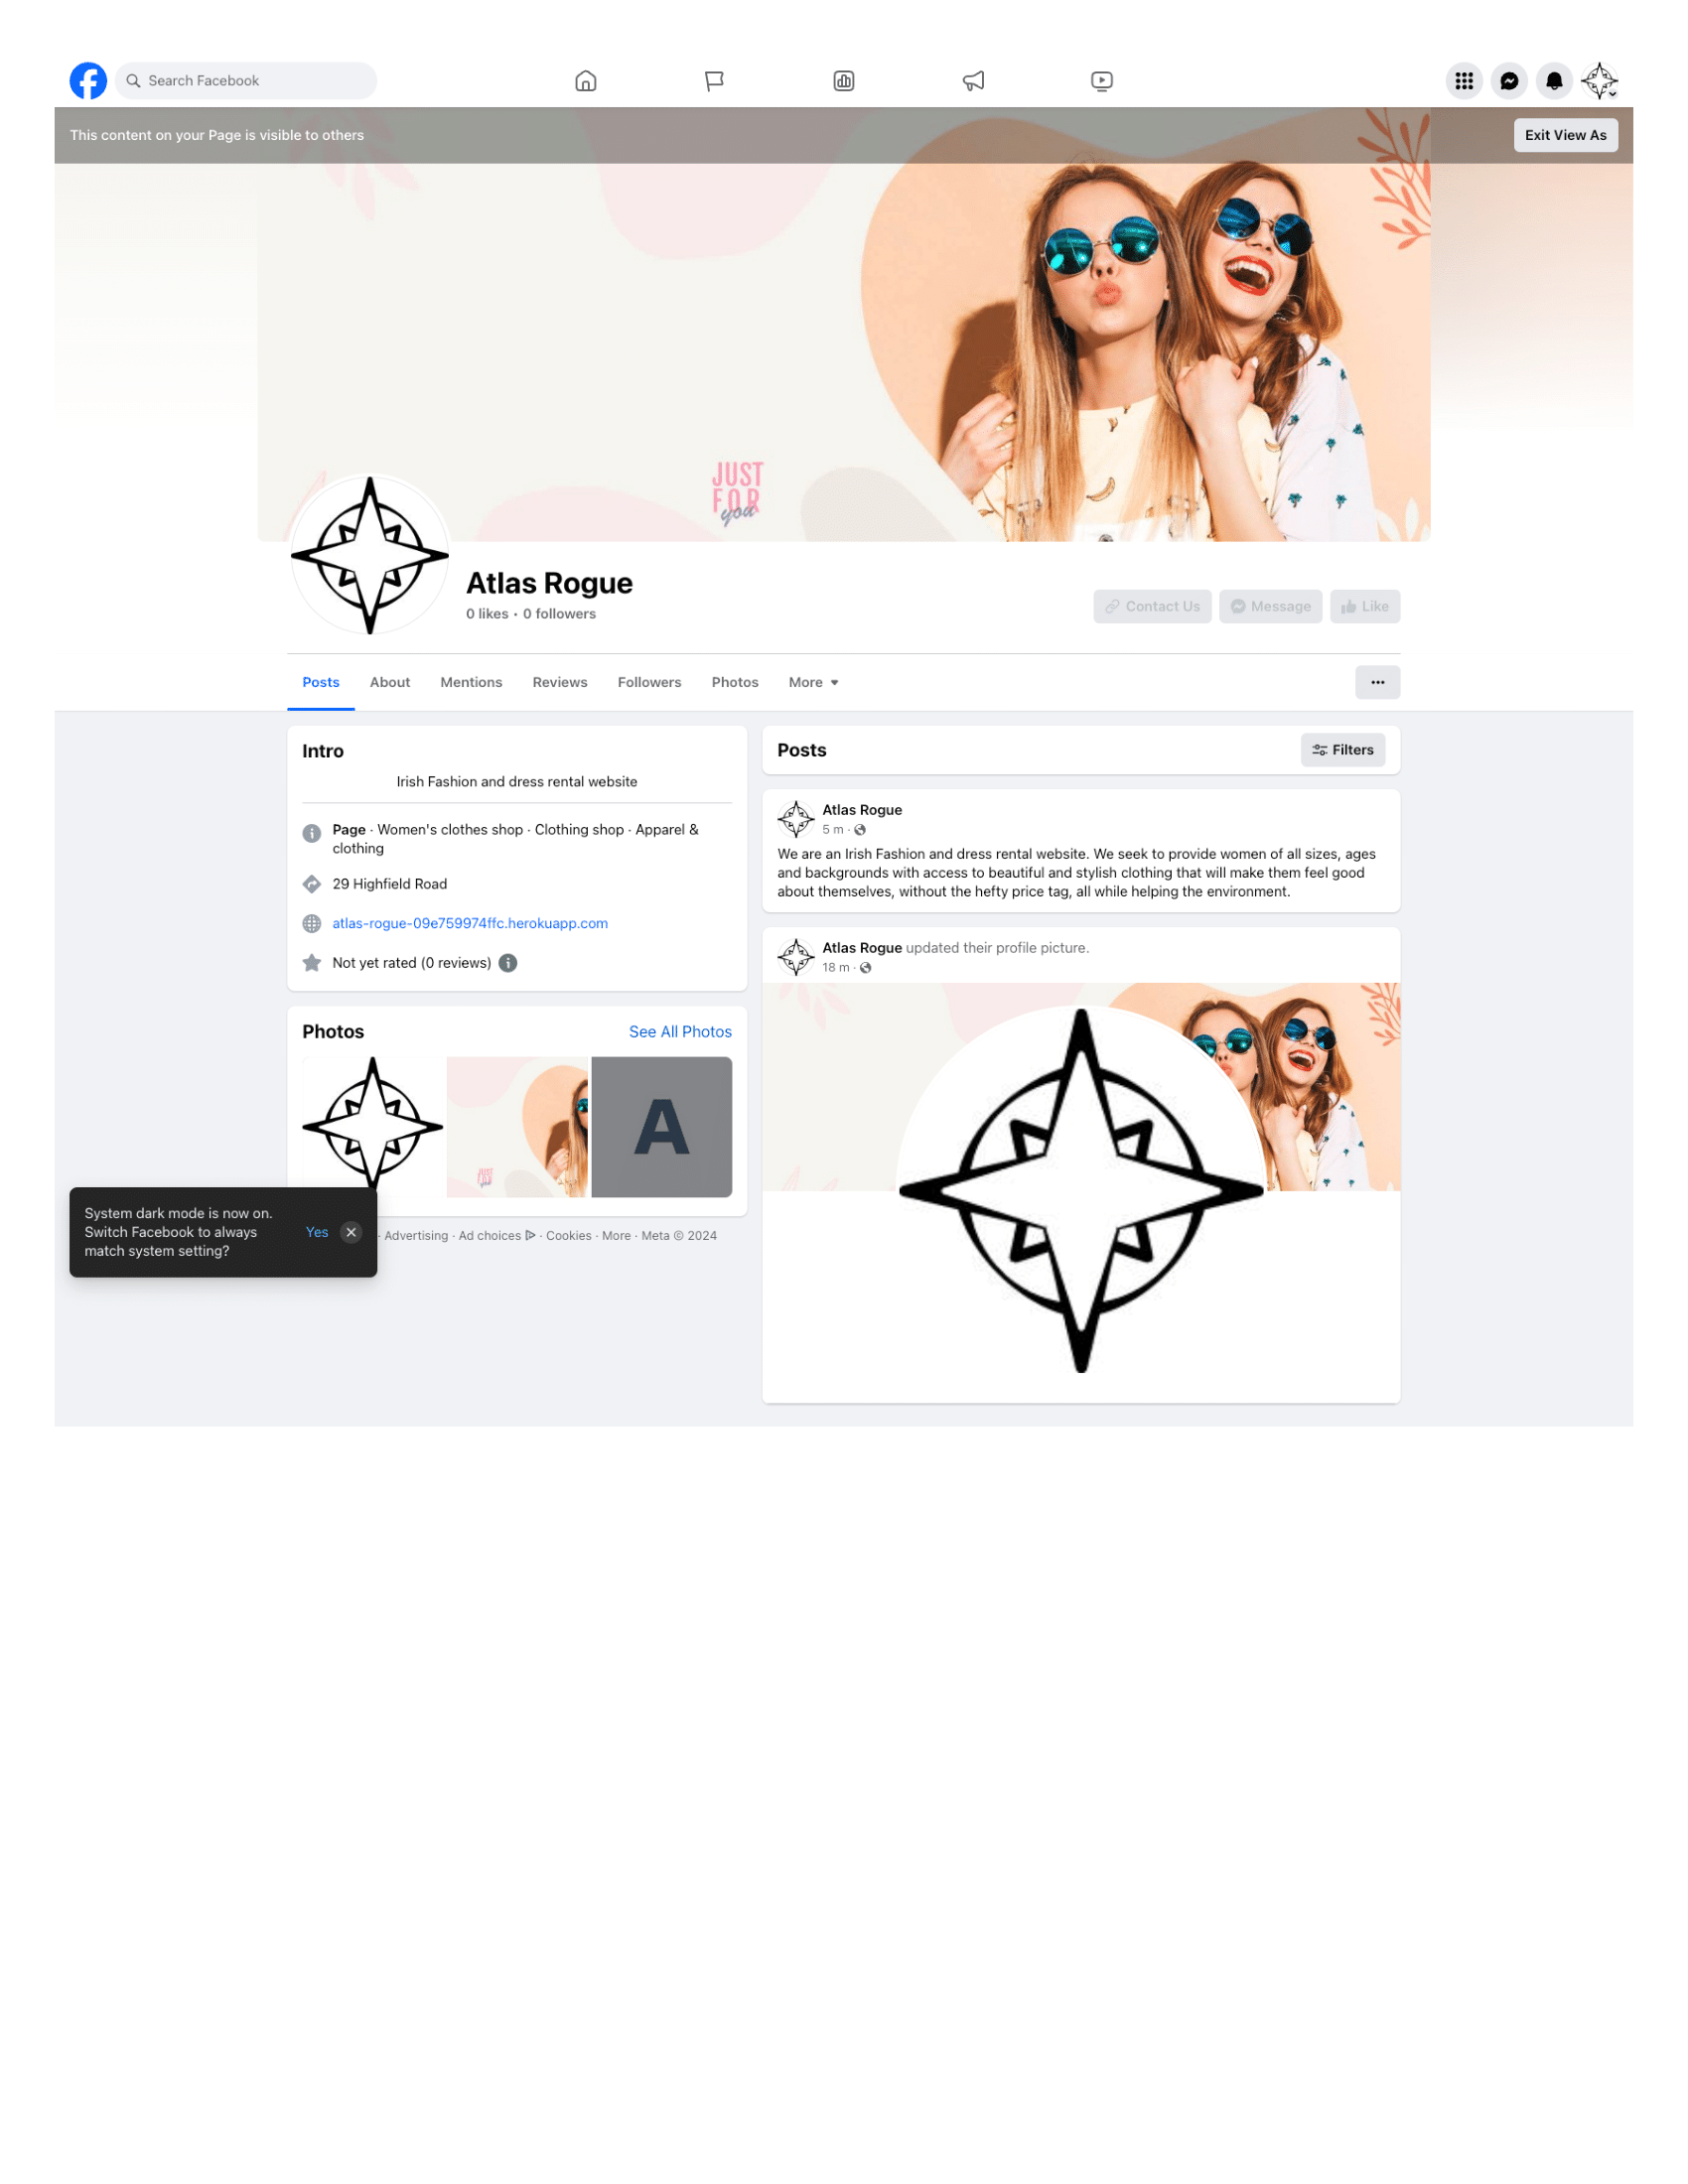 Search Facebook
This content on your Page is visible to others
Exit View As
JUST
FOR
you
Atlas Rogue
0 likes • 0 followers
Contact Us
Message
Like
Posts
About
Mentions
Reviews
Followers
Photos
More
Intro
Irish Fashion and dress rental website
Page · Women's clothes shop · Clothing shop · Apparel &
clothing
29 Highfield Road
atlas-rogue-09e759974ffc.herokuapp.com
Not yet rated (0 reviews)
Photos
See All Photos
JUST
you
A
System dark mode is now on.
Switch Facebook to always
match system setting?
Yes
· Advertising · Ad choices · Cookies · More · Meta © 2024
Posts
Filters
Atlas Rogue
5 m ·
We are an Irish Fashion and dress rental website. We seek to provide women of all sizes, ages
and backgrounds with access to beautiful and stylish clothing that will make them feel good
about themselves, without the hefty price tag, all while helping the environment.
Atlas Rogue updated their profile picture.
18 m ·